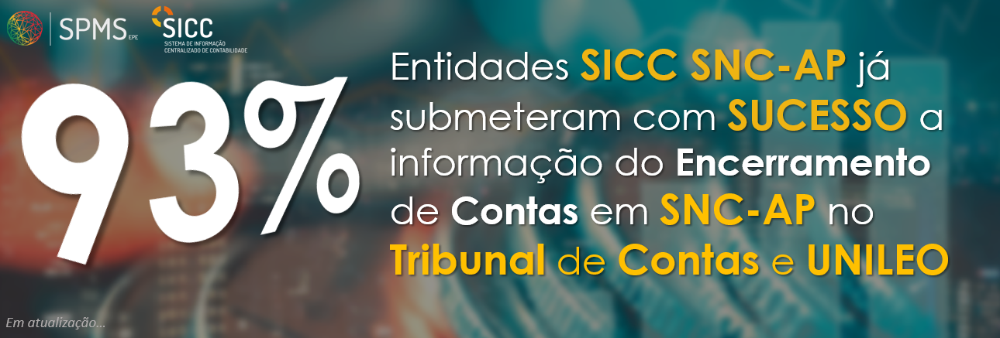 SPMS EPE
SICC
SISTEMA DE INFORMAÇÃO
CENTRALIZADO DE CONTABILIDADE
93%
Entidades SICC SNC-AP já
submeteram com SUCESSO a
informação do Encerramento
de Contas em SNC-AP no
Tribunal de Contas e UNILEO
Em atualização...